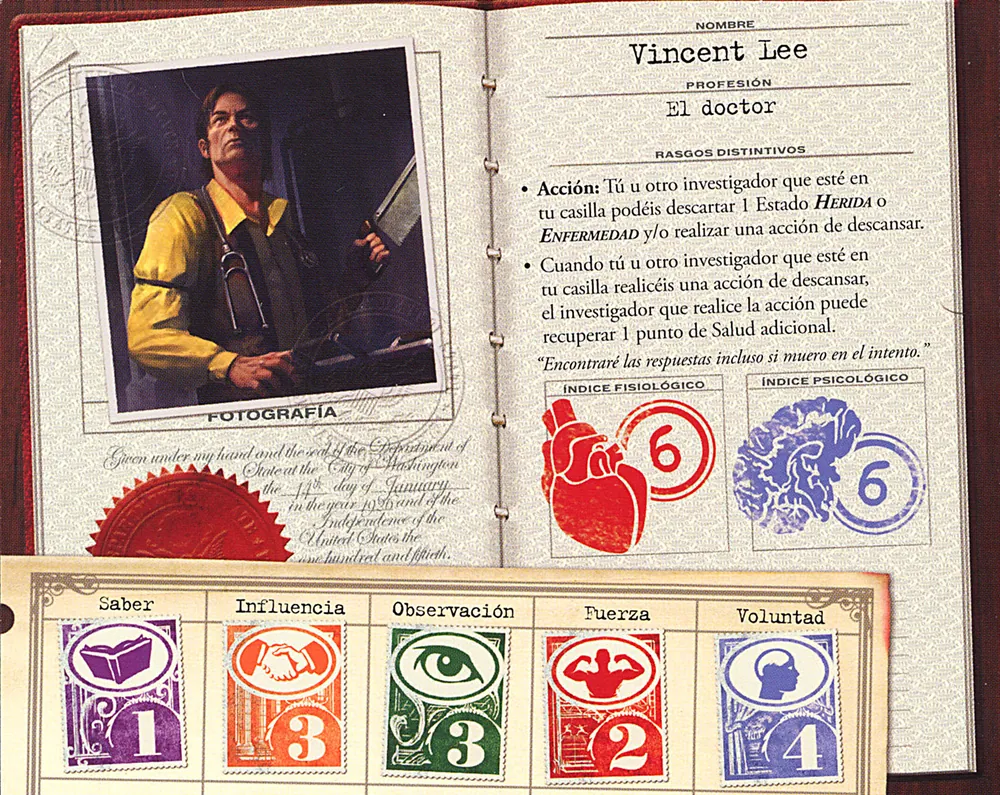 NOMBRE
Vincent Lee
PROFESIÓN
El doctor
RASGOS DISTINTIVOS
• Acción: Tú u otro investigador que esté en
tu casilla podéis descartar 1 Estado HERIDA o
ENFERMEDAD y/o realizar una acción de descansar.
• Cuando tú u otro investigador que esté en
tu casilla realicéis una acción de descansar,
el investigador que realice la acción puede
recuperar 1 punto de Salud adicional.
“Encontraré las respuestas incluso si muero en el intento.”
ÍNDICE FISIOLÓGICO
6
ÍNDICE PSICOLÓGICO
6
FOTOGRAFÍA
Given under my hand and the seal of the Department of
State at the City of Washington
the 14th day of January
in the year 1926 and of the
Independence of the
United States the
one hundred and fiftieth.
Saber
1
Influencia
3
Observación
3
Fuerza
2
Voluntad
4